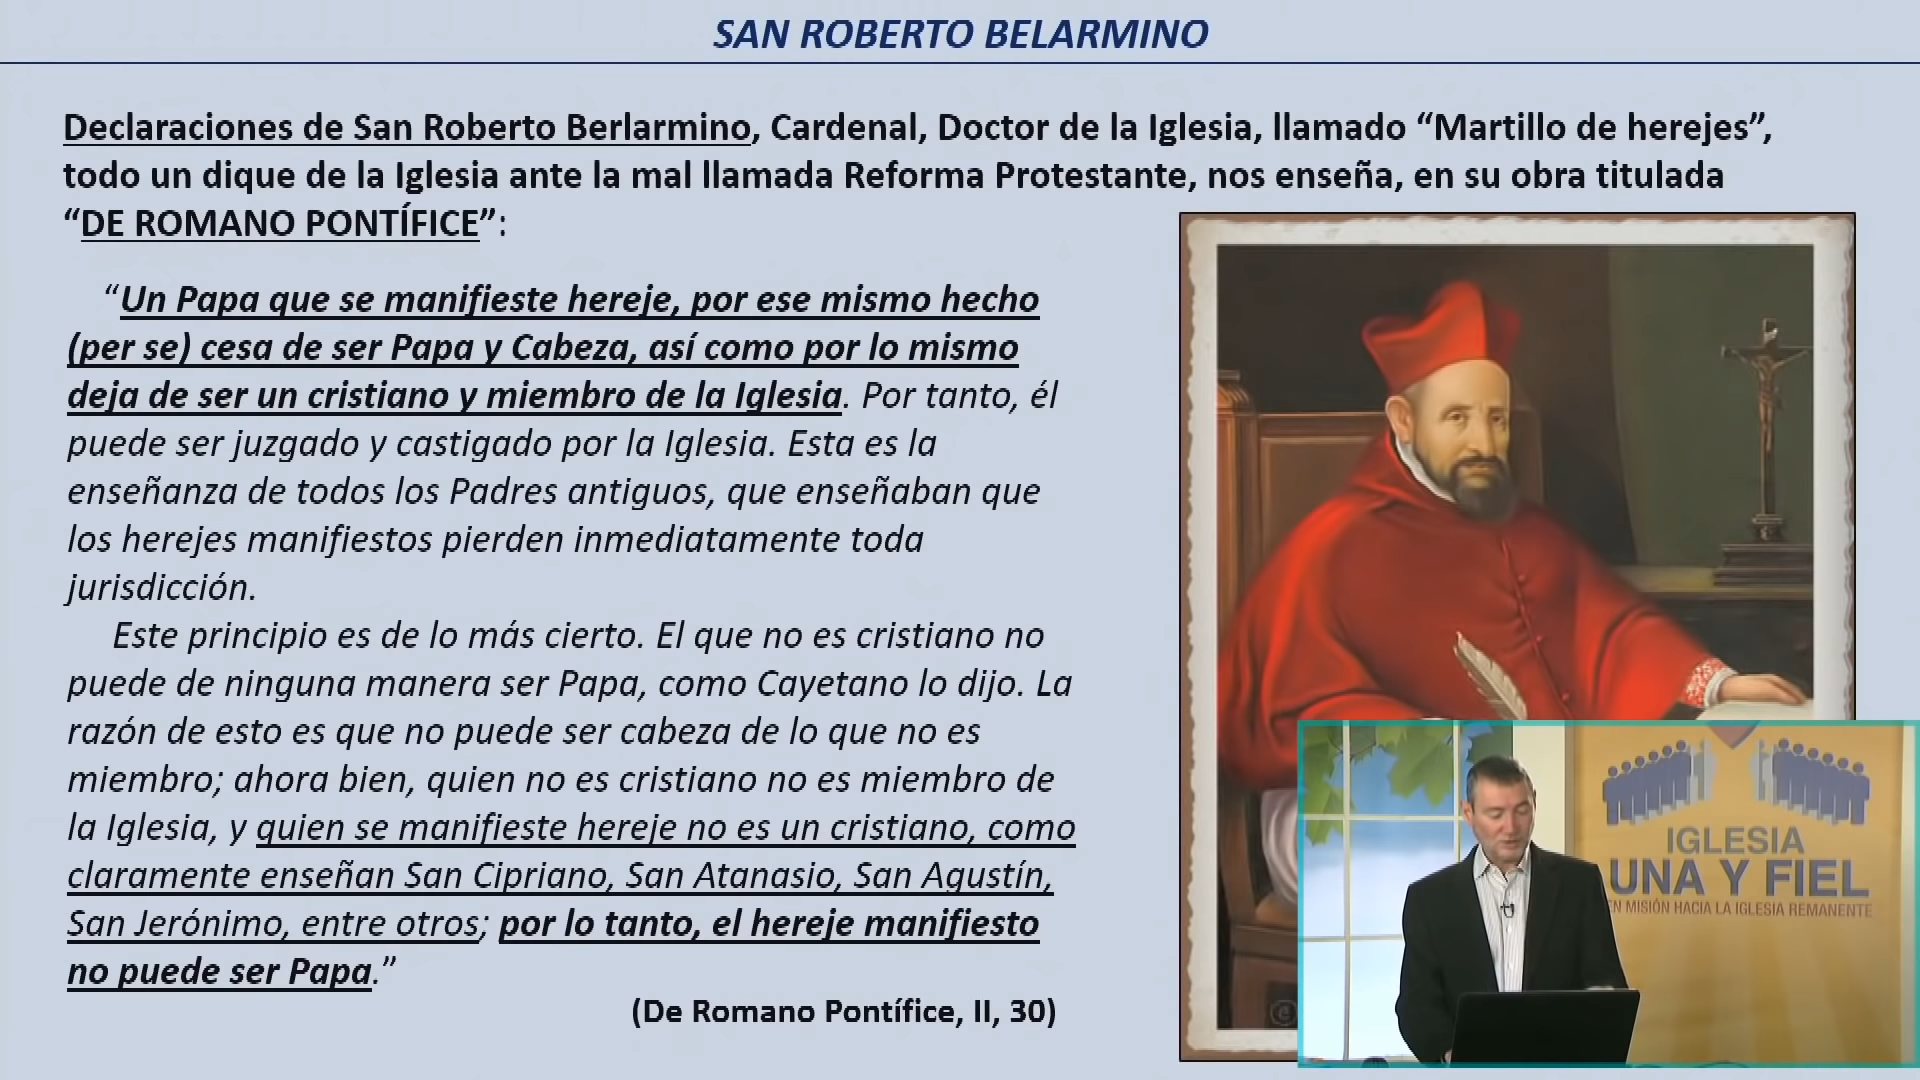 SAN ROBERTO BELARMINO
Declaraciones de San Roberto Berlarmino, Cardenal, Doctor de la Iglesia, llamado “Martillo de herejes”,
todo un dique de la Iglesia ante la mal llamada Reforma Protestante, nos enseña, en su obra titulada
“DE ROMANO PONTÍFICE”:
“Un Papa que se manifieste hereje, por ese mismo hecho
(per se) cesa de ser Papa y Cabeza, así como por lo mismo
deja de ser un cristiano y miembro de la Iglesia. Por tanto, él
puede ser juzgado y castigado por la Iglesia. Esta es la
enseñanza de todos los Padres antiguos, que enseñaban que
los herejes manifiestos pierden inmediatamente toda
jurisdicción.
Este principio es de lo más cierto. El que no es cristiano no
puede de ninguna manera ser Papa, como Cayetano lo dijo. La
razón de esto es que no puede ser cabeza de lo que no es
miembro; ahora bien, quien no es cristiano no es miembro de
la Iglesia, y quien se manifieste hereje no es un cristiano, como
claramente enseñan San Cipriano, San Atanasio, San Agustín,
San Jerónimo, entre otros; por lo tanto, el hereje manifiesto
no puede ser Papa.”
(De Romano Pontífice, II, 30)
IGLESIA
UNA Y FIEL
EN MISIÓN HACIA LA IGLESIA REMANENTE